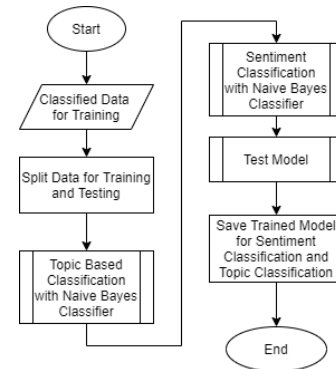 Start
Classified Data
for Training
Split Data for Training
and Testing
Topic Based
Classification
with Naive Bayes
Classifier
Sentiment
Classification
with Naive Bayes
Classifier
Test Model
Save Trained Model
for Sentiment
Classification and
Topic Classification
End